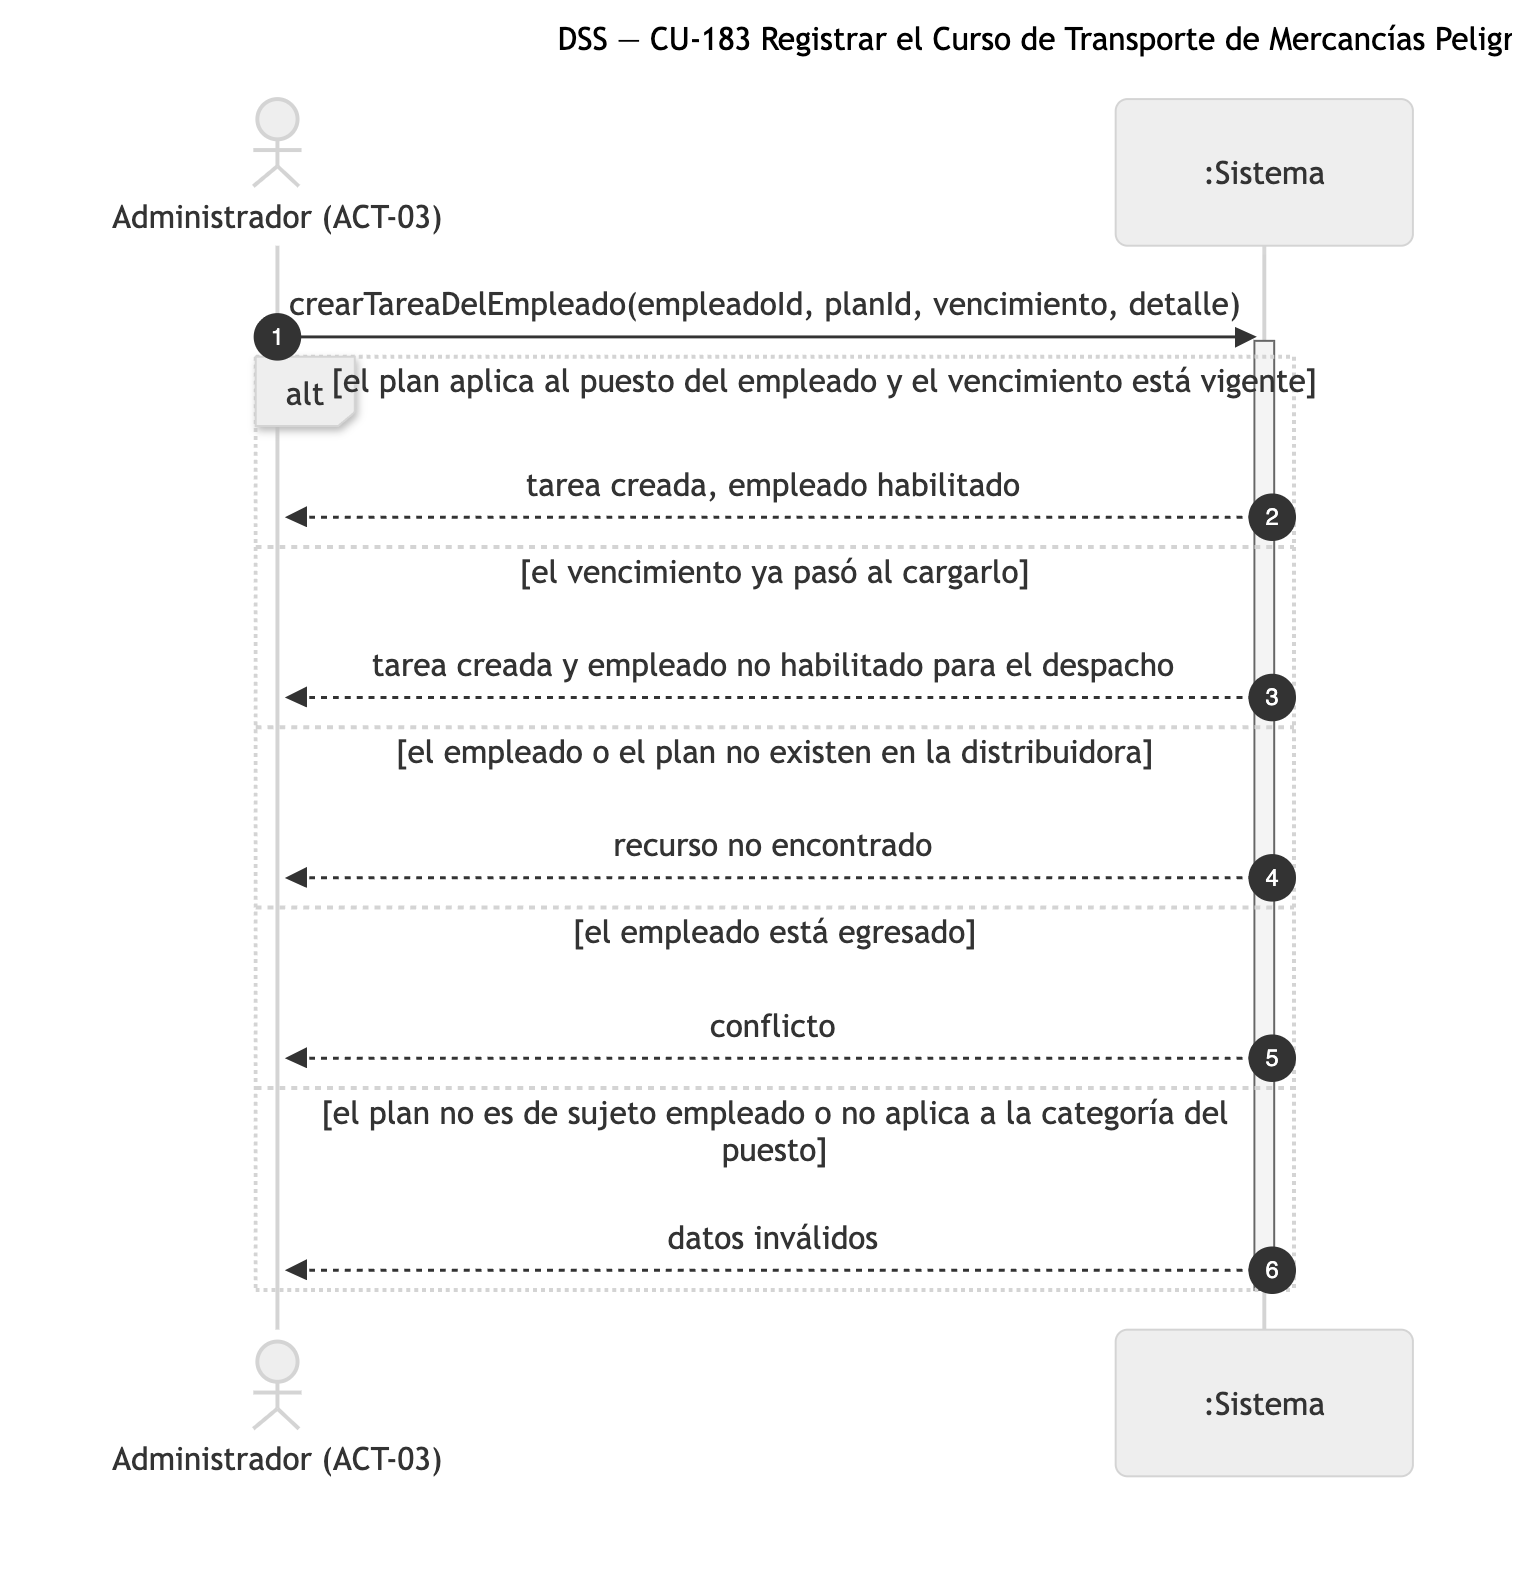 DSS — CU-183 Registrar el Curso de Transporte de Mercancías Peligr
:Sistema
Administrador (ACT-03)
crearTareaDelEmpleado(empleadoId, planId, vencimiento, detalle)
1
alt [el plan aplica al puesto del empleado y el vencimiento está vigente]
tarea creada, empleado habilitado
2
[el vencimiento ya pasó al cargarlo]
tarea creada y empleado no habilitado para el despacho
3
[el empleado o el plan no existen en la distribuidora]
recurso no encontrado
4
[el empleado está egresado]
conflicto
5
[el plan no es de sujeto empleado o no aplica a la categoría del
puesto]
datos inválidos
6
:Sistema
Administrador (ACT-03)